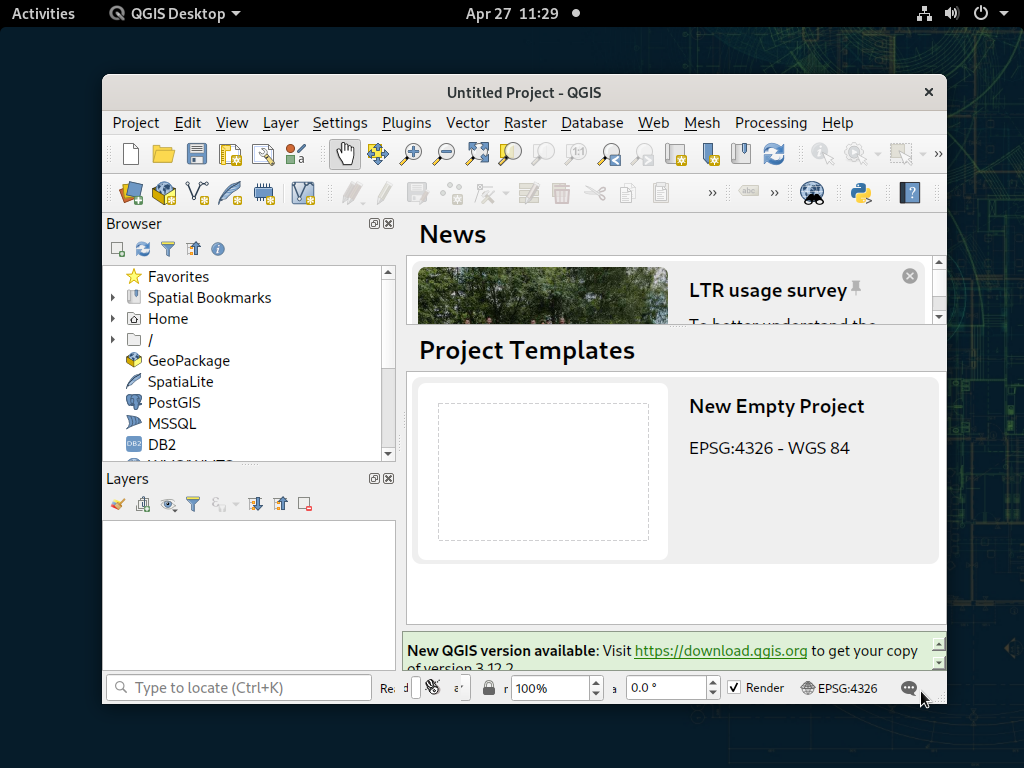 Activities QGIS Desktop Apr 27 11:29
Untitled Project - QGIS
Project Edit View Layer Settings Plugins Vector Raster Database Web Mesh Processing Help
abc
Browser
Favorites
Spatial Bookmarks
Home
/
GeoPackage
SpatiaLite
PostGIS
MSSQL
DB2 DB2
News
LTR usage survey
To better understand the
Project Templates
New Empty Project
EPSG:4326 - WGS 84
Layers
New QGIS version available: Visit https://download.qgis.org to get your copy
of version 3.12.2
Type to locate (Ctrl+K) 100% 0.0 ° Render EPSG:4326